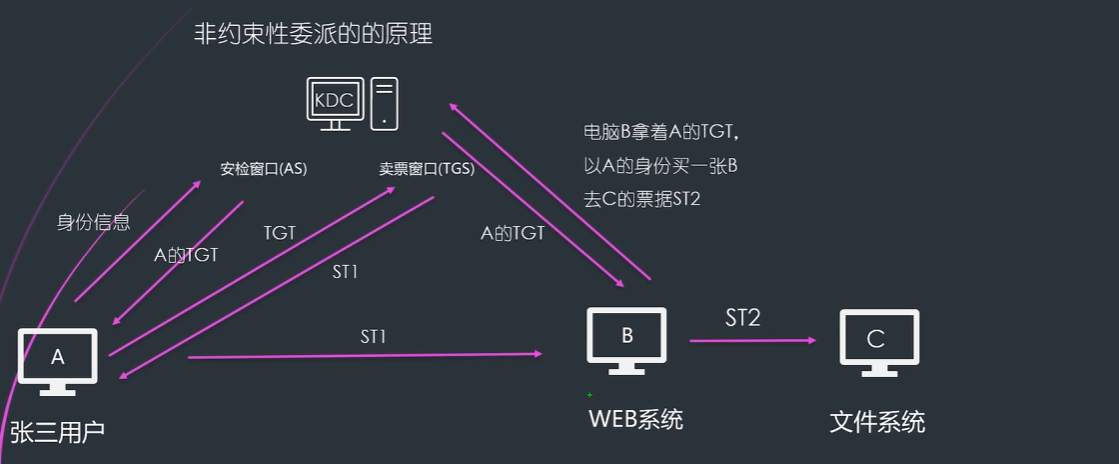 非约束性委派的的原理
KDC
安检窗口(AS)
卖票窗口(TGS)
电脑B拿着A的TGT,
以A的身份买一张B
去C的票据ST2
身份信息
A的TGT
TGT
ST1
A的TGT
ST1
ST2
A
B
C
张三用户
WEB系统
文件系统